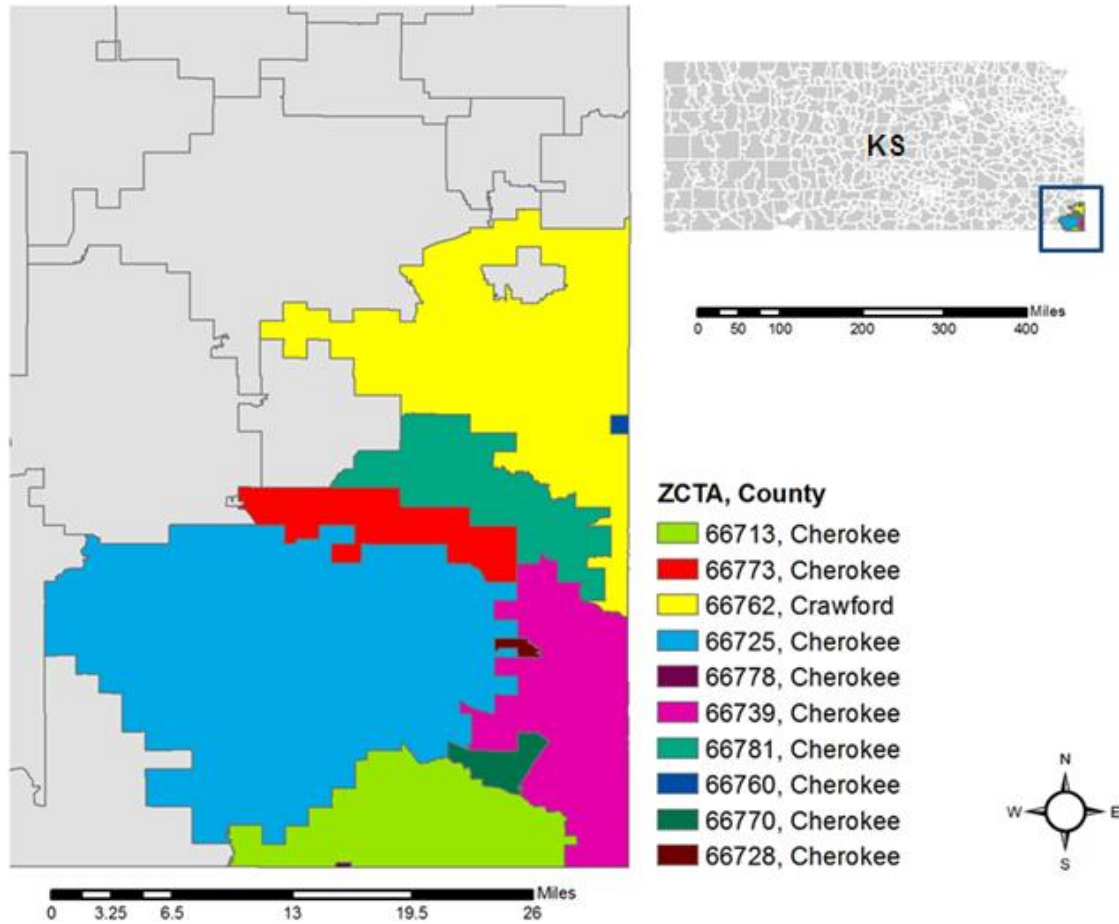 KS
Miles
0 50 100 200 300 400
ZCTA, County
66713, Cherokee
66773, Cherokee
66762, Crawford
66725, Cherokee
66778, Cherokee
66739, Cherokee
66781, Cherokee
66760, Cherokee
66770, Cherokee
66728, Cherokee
N
W E
S
Miles
0 3.25 6.5 13 19.5 26